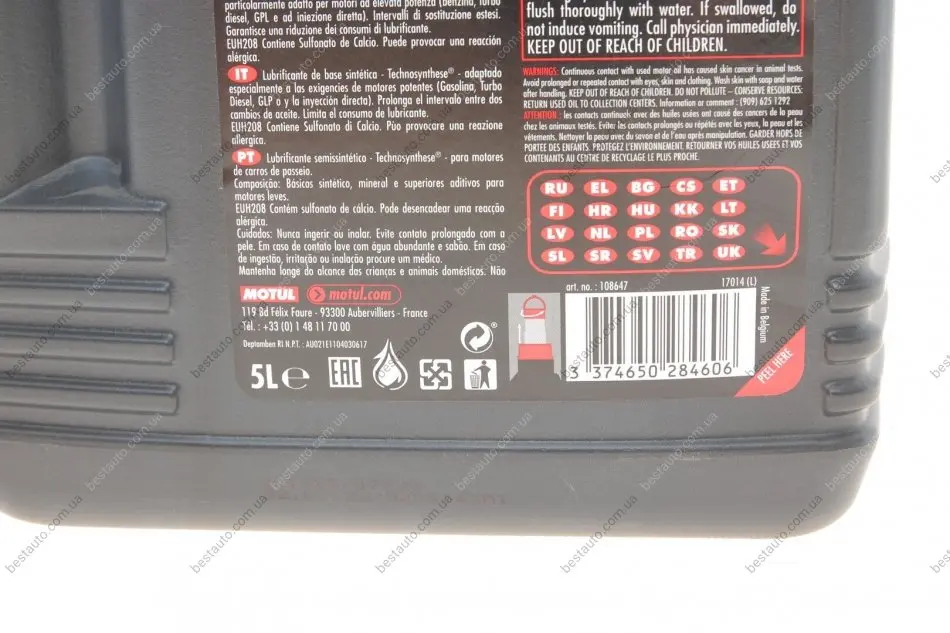 particolarmente adatto per motori ad elevata potenza (benzina, turbo
diesel, GPL e ad iniezione diretta). Intervalli di sostituzione estesi.
Garantisce una riduzione dei consumi di lubrificante.
EUH208 Contiene Sulfonato di Calcio. Puide provocar una reacción
alérgica.
IT Lubrificante de base sintética - Technosynthese® - adaptado
especialmente a las exigencias de motores potentes (Gasolina, Turbo
Diesel, GLP o y la inyección directa). Prolonga el intervalo entre dos
cambios de aceite. Limita el consumo de lubricante.
EUH208 Contiene Sulfonato di Calcio. Púo provocare una reazione
allergica.
PT Lubrificante semissintético - Technosynthese® - para motores
de carros de passeio.
Composição: Básicos sintético, mineral e superiores aditivos para
motores leves.
EUH208 Contém sulfonato de cálcio. Pode desencadear uma reacção
alérgica.
Cuidados: Nunca ingerir ou inalar. Evite contato prolongado com a
pele. Em caso de contato lave com água abundante e sabão. Em caso
de ingestão, irritação ou inalação procure um médico.
Mantenha longe do alcance das crianças e animais domésticos. Não
MOTUL motul.com
119 Bd Félix Faure - 93300 Aubervilliers - France
Tél. : +33 (0) 1 48 11 70 00
Deptamben RI N.P.T. : AU021E1104030617
5L e EAC
flush thoroughly with water. If swallowed, do
not induce vomiting. Call physician immediately.
KEEP OUT OF REACH OF CHILDREN.
WARNINGS: Continuous contact with used motor oil has caused skin cancer in animal tests.
Avoid prolonged or repeated contact with eyes, skin and clothing. Wash skin with soap and water
after handling. KEEP OUT OF REACH OF CHILDREN. DO NOT POLLUTE – CONSERVE RESOURCES:
RETURN USED OIL TO COLLECTION CENTERS. Information or comment : (909) 625 1292
ATTENTION : les contacts continuels avec des huiles usées ont causé des cancers de la peau
chez les animaux testés. Evitez les contacts prolongés ou répétés avec les yeux, la peau et les
vêtements. Nettoyez la peau avec du savon et de l'eau après manipulation. GARDER HORS DE
PORTEE DES ENFANTS. PROTEGEZ L'ENVIRONNEMENT. RETOURNER VOS HUILES USEES ET VOS
CONTENANTS AU CENTRE DE RECYCLAGE LE PLUS PROCHE.
RU EL BG CS ET
FI HR HU KK LT
LV NL PL RO SK
SL SR SV TR UK
art. no. : 108647 17014 (L)
Made in Belgium
3 374650 284606
PEEL HERE
bestauto.com.ua